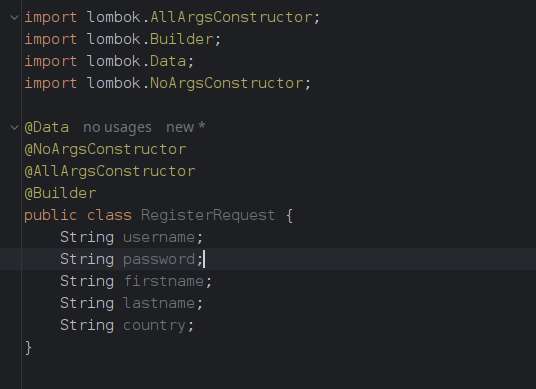 import lombok.AllArgsConstructor;
import lombok.Builder;
import lombok.Data;
import lombok.NoArgsConstructor;

@Data no usages new *
@NoArgsConstructor
@AllArgsConstructor
@Builder
public class RegisterRequest {
    String username;
    String password;
    String firstname;
    String lastname;
    String country;
}